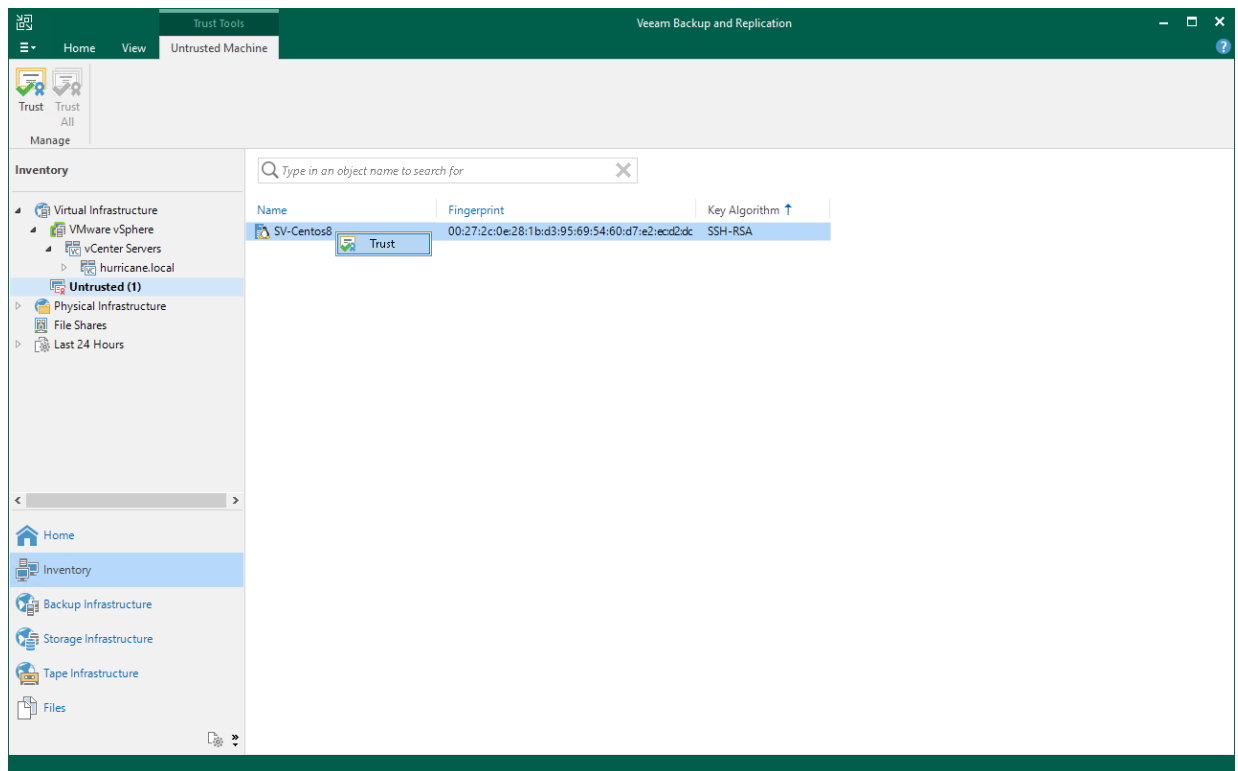 Trust Tools
Veeam Backup and Replication
Home View Untrusted Machine
Trust
Trust All
Manage
Inventory
Type in an object name to search for
Virtual Infrastructure
VMware vSphere
vCenter Servers
hurricane.local
Untrusted (1)
Physical Infrastructure
File Shares
Last 24 Hours
Name Fingerprint Key Algorithm
SV-Centos8 00:27:2c:0e:28:1b:d3:95:69:54:60:d7:e2:ec:d2:dc SSH-RSA
Trust
Home
Inventory
Backup Infrastructure
Storage Infrastructure
Tape Infrastructure
Files